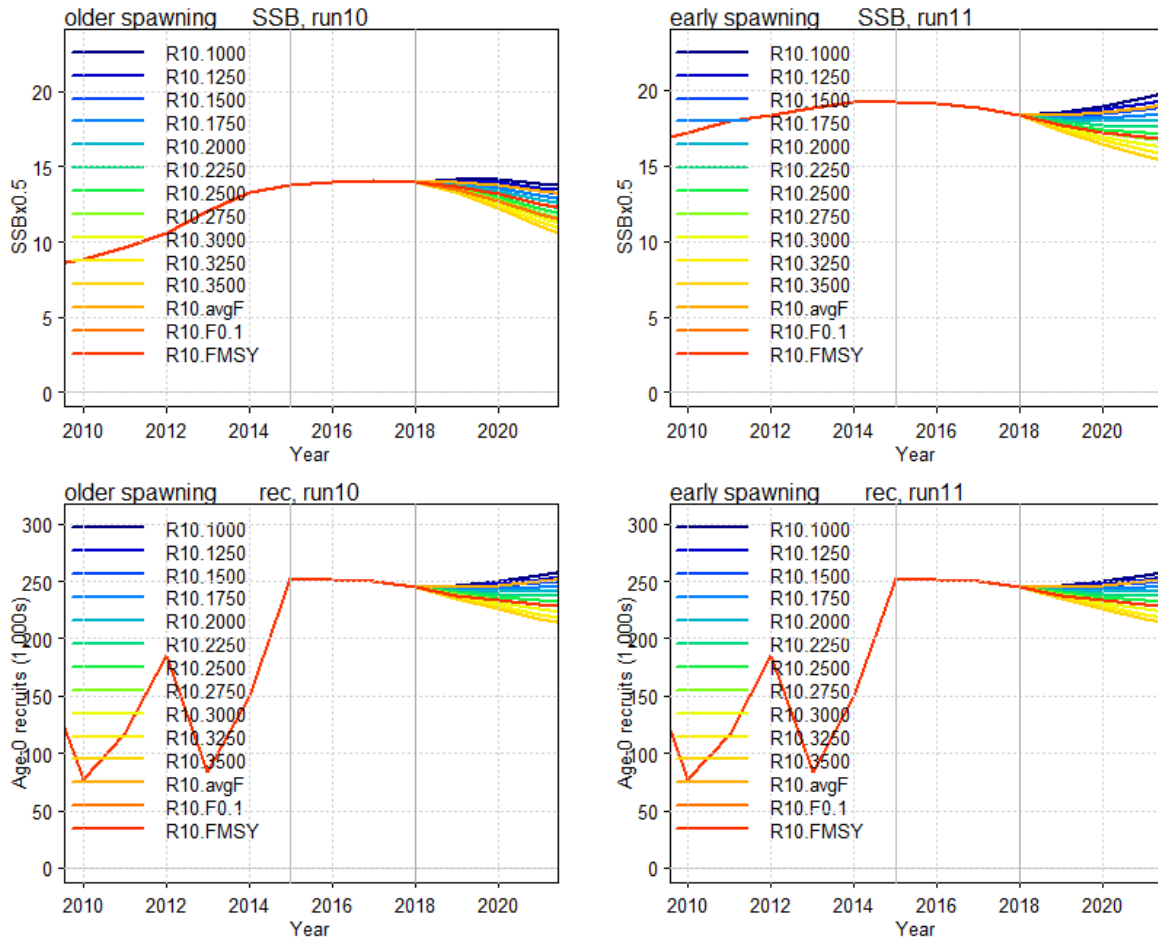 older spawning SSB, run10
SSBx0.5
20
15
10
5
0
R10.1000
R10.1250
R10.1500
R10.1750
R10.2000
R10.2250
R10.2500
R10.2750
R10.3000
R10.3250
R10.3500
R10.avgF
R10.F0.1
R10.FMSY
2010 2012 2014 2016 2018 2020
Year
early spawning SSB, run11
SSBx0.5
20
15
10
5
0
R10.1000
R10.1250
R10.1500
R10.1750
R10.2000
R10.2250
R10.2500
R10.2750
R10.3000
R10.3250
R10.3500
R10.avgF
R10.F0.1
R10.FMSY
2010 2012 2014 2016 2018 2020
Year
older spawning rec, run10
Age-0 recruits (1,000s)
300
250
200
150
100
50
0
R10.1000
R10.1250
R10.1500
R10.1750
R10.2000
R10.2250
R10.2500
R10.2750
R10.3000
R10.3250
R10.3500
R10.avgF
R10.F0.1
R10.FMSY
2010 2012 2014 2016 2018 2020
Year
early spawning rec, run11
Age-0 recruits (1,000s)
300
250
200
150
100
50
0
R10.1000
R10.1250
R10.1500
R10.1750
R10.2000
R10.2250
R10.2500
R10.2750
R10.3000
R10.3250
R10.3500
R10.avgF
R10.F0.1
R10.FMSY
2010 2012 2014 2016 2018 2020
Year